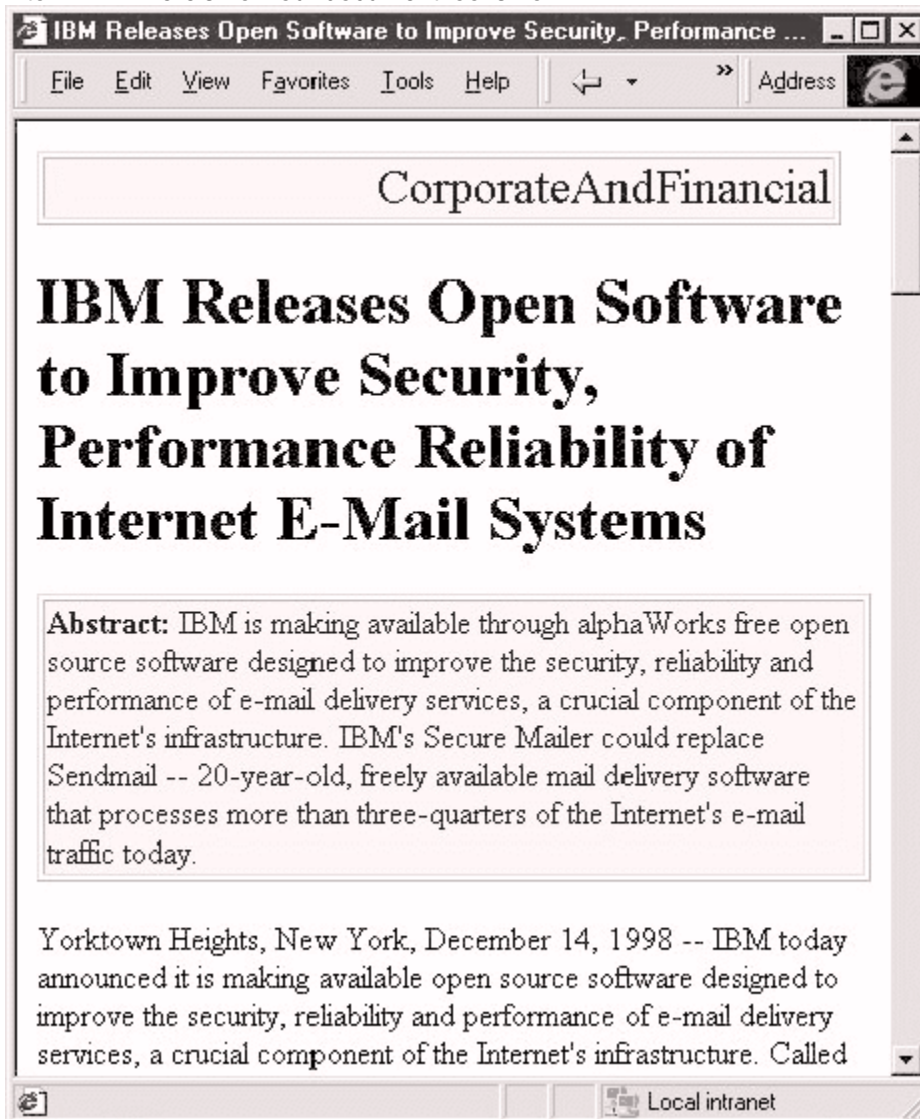 IBM Releases Open Software to Improve Security, Performance ...
File Edit View Favorites Tools Help » Address
CorporateAndFinancial
IBM Releases Open Software
to Improve Security,
Performance Reliability of
Internet E-Mail Systems
Abstract: IBM is making available through alphaWorks free open
source software designed to improve the security, reliability and
performance of e-mail delivery services, a crucial component of the
Internet's infrastructure. IBM's Secure Mailer could replace
Sendmail -- 20-year-old, freely available mail delivery software
that processes more than three-quarters of the Internet's e-mail
traffic today.
Yorktown Heights, New York, December 14, 1998 -- IBM today
announced it is making available open source software designed to
improve the security, reliability and performance of e-mail delivery
services, a crucial component of the Internet's infrastructure. Called
Local intranet